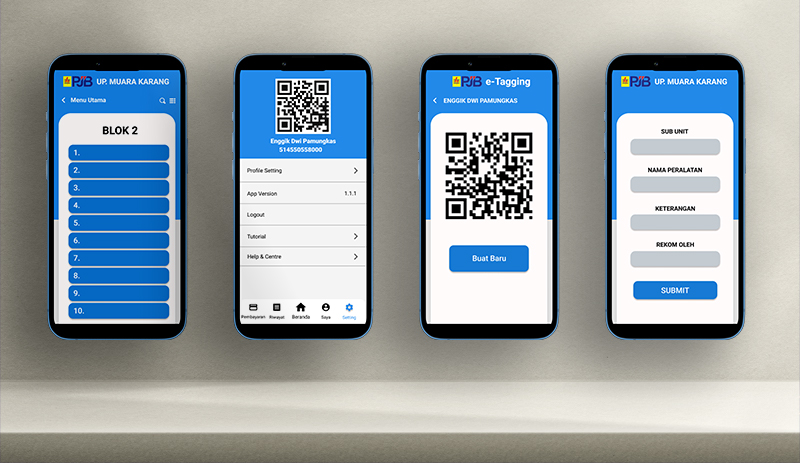 PJB UP. MUARA KARANG
Menu Utama
BLOK 2
1.
2.
3.
4.
5.
6.
7.
8.
9.
10.
Enggik Dwi Pamungkas
514550558000
Profile Setting
App Version 1.1.1
Logout
Tutorial
Help & Centre
Pembayaran Riwayat Beranda Saya Setting
PJB e-Tagging
ENGGIK DWI PAMUNGKAS
Buat Baru
PJB UP. MUARA KARANG
SUB UNIT
NAMA PERALATAN
KETERANGAN
REKOM OLEH
SUBMIT